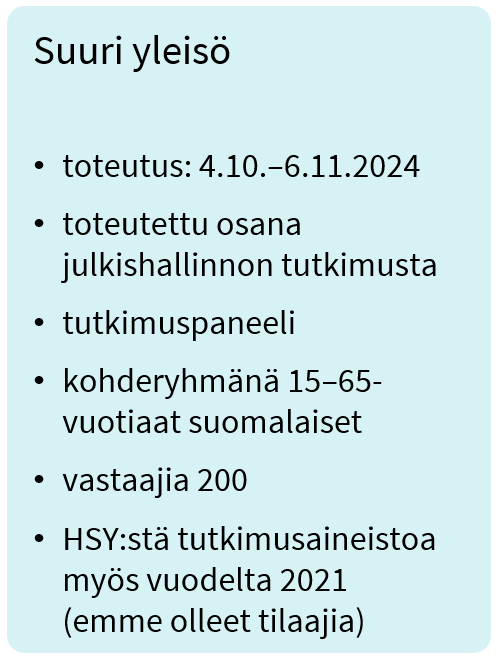 Suuri yleisö
• toteutus: 4.10.–6.11.2024
• toteutettu osana
julkishallinnon tutkimusta
• tutkimuspaneeli
• kohderyhmänä 15–65-
vuotiaat suomalaiset
• vastaajia 200
• HSY:stä tutkimusaineistoa
myös vuodelta 2021
(emme olleet tilaajia)